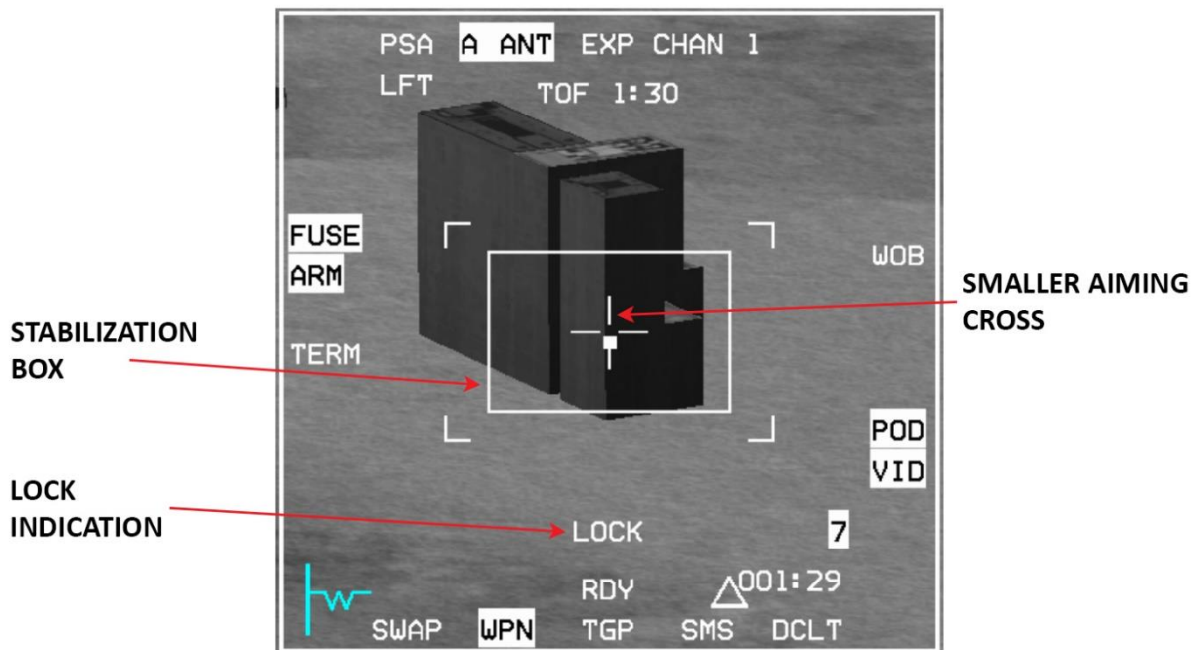 PSA A ANT EXP CHAN 1
LFT TOF 1:30
FUSE
ARM
WOB
SMALLER AIMING
CROSS
STABILIZATION
BOX
TERM
POD
VID
LOCK
INDICATION
LOCK 7
RDY 001:29
SWAP WPN TGP SMS DCLT
W